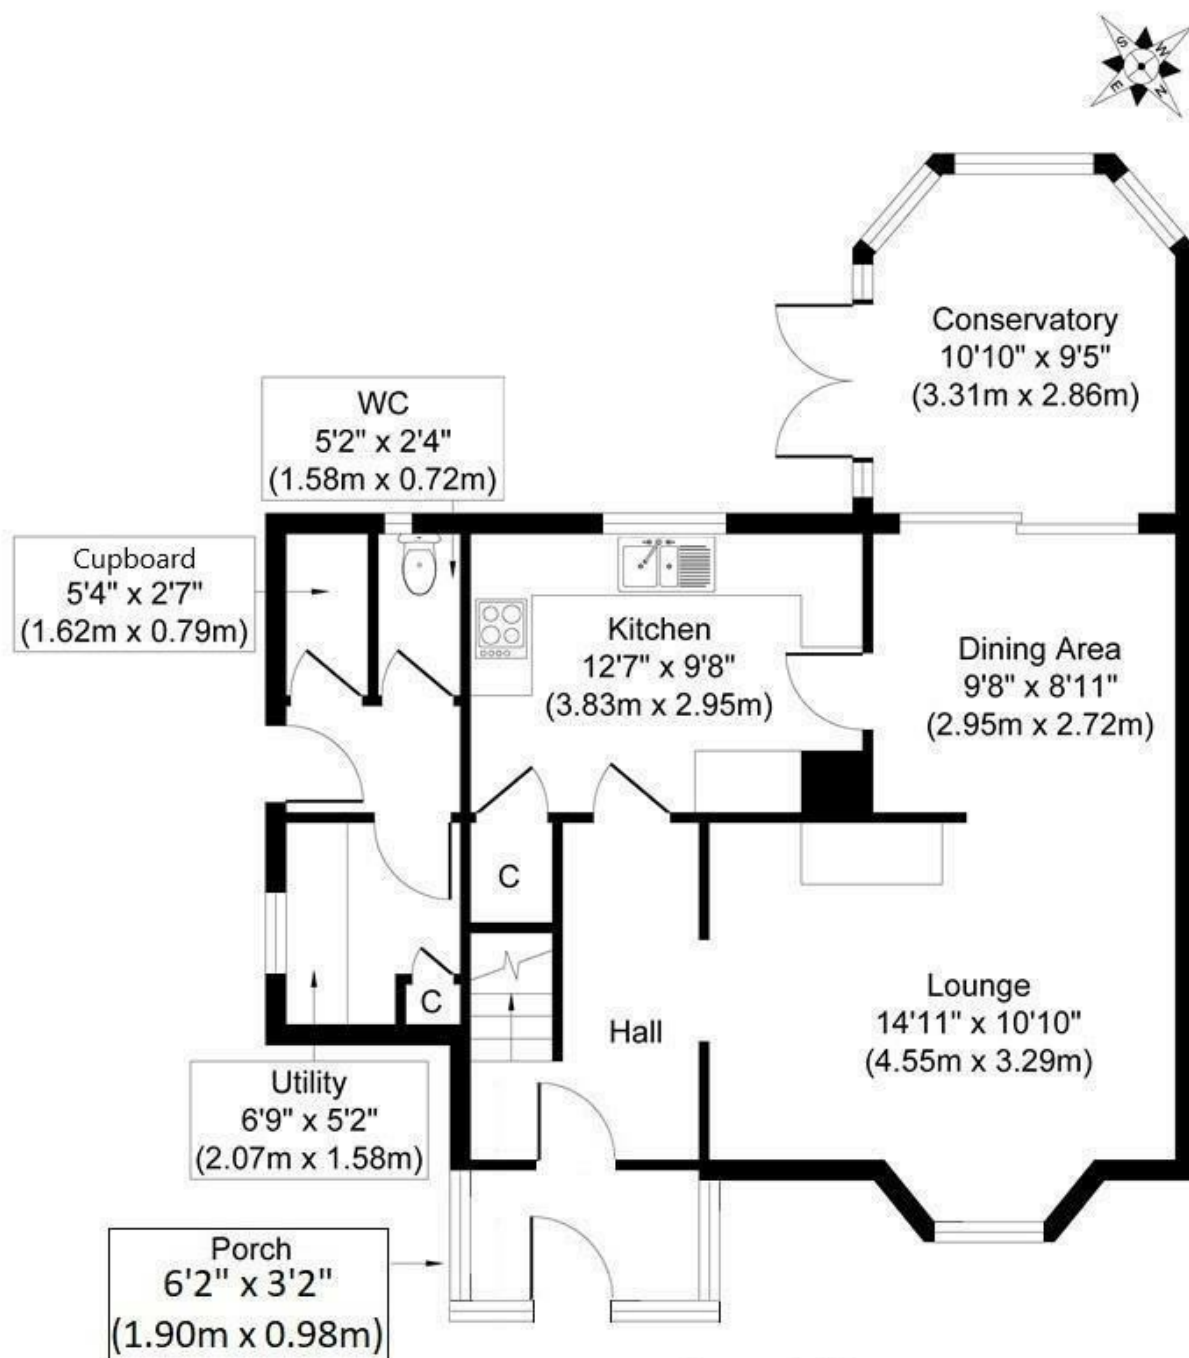 S
W
E
N
Conservatory
10'10" x 9'5"
(3.31m x 2.86m)
WC
5'2" x 2'4"
(1.58m x 0.72m)
Cupboard
5'4" x 2'7"
(1.62m x 0.79m)
Kitchen
12'7" x 9'8"
(3.83m x 2.95m)
Dining Area
9'8" x 8'11"
(2.95m x 2.72m)
C
C
Hall
Lounge
14'11" x 10'10"
(4.55m x 3.29m)
Utility
6'9" x 5'2"
(2.07m x 1.58m)
Porch
6'2" x 3'2"
(1.90m x 0.98m)